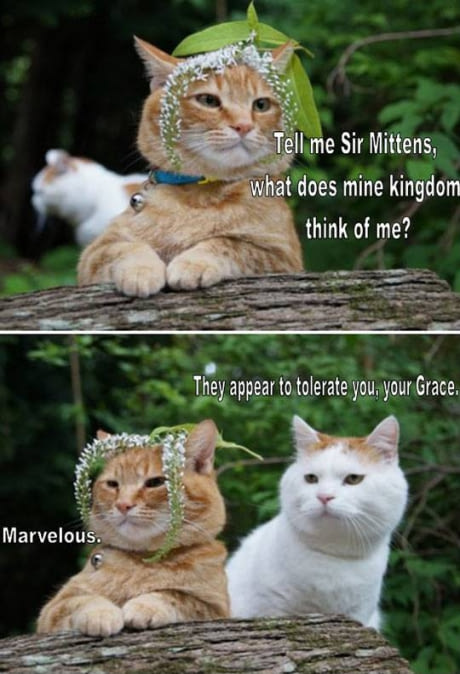 Tell me Sir Mittens,
what does mine kingdom
think of me?
They appear to tolerate you, your Grace.
Marvelous.